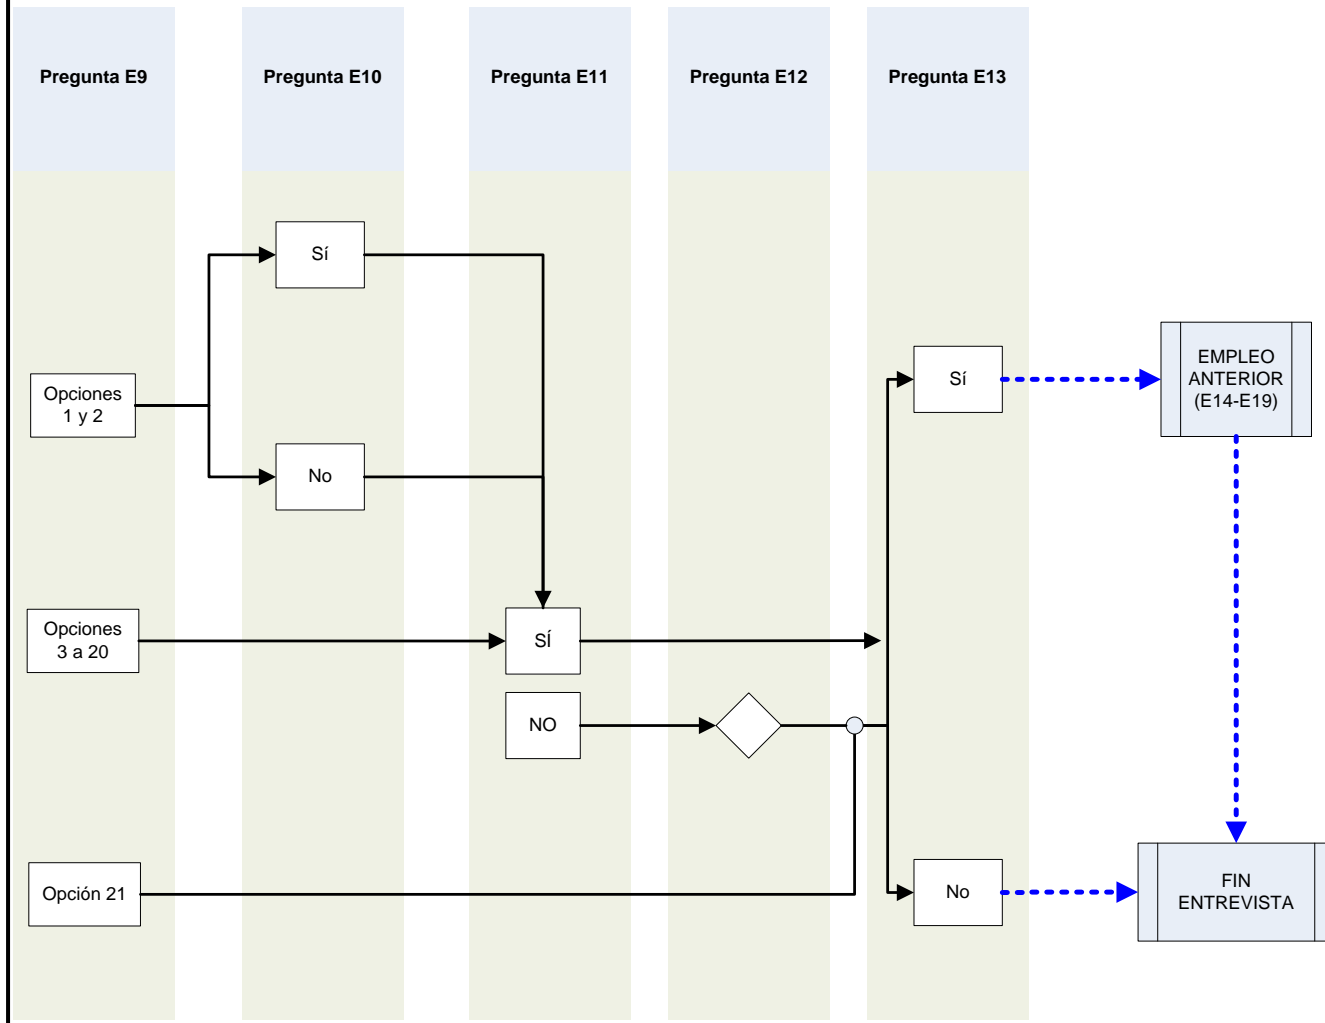 Pregunta E9
Pregunta E10
Pregunta E11
Pregunta E12
Pregunta E13
Sí
Opciones
1 y 2
No
Sí
EMPLEO
ANTERIOR
(E14-E19)
Opciones
3 a 20
SÍ
NO
Opción 21
No
FIN
ENTREVISTA